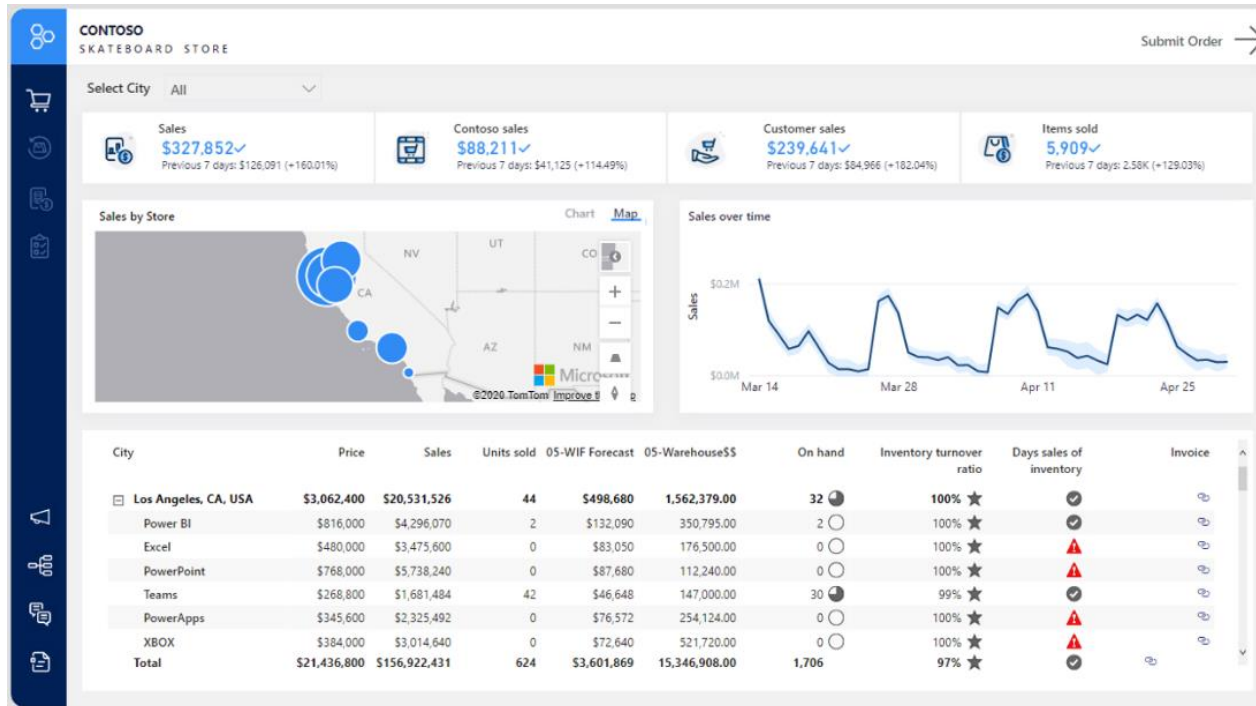 CONTOSO
SKATEBOARD STORE
Submit Order
Select City All
Sales
$327,852
Previous 7 days: $126,091 (+160.01%)
Contoso sales
$88,211
Previous 7 days: $41,125 (+114.49%)
Customer sales
$239,641
Previous 7 days: $84,966 (+182.04%)
Items sold
5,909
Previous 7 days: 2.58K (+129.03%)
Sales by Store
Chart Map
NV
UT
CO
CA
AZ
NM
©2020 TomTom Improve
Sales over time
Sales
$0.2M
$0.0M
Mar 14 Mar 28 Apr 11 Apr 25
City Price Sales Units sold 05-WIF Forecast 05-Warehouse$$ On hand Inventory turnover Days sales of Invoice
ratio inventory
Los Angeles, CA, USA $3,062,400 $20,531,526 44 $498,680 1,562,379.00 32 100%
Power BI $816,000 $4,296,070 2 $132,090 350,795.00 2 100%
Excel $480,000 $3,475,600 0 $83,050 176,500.00 0 100%
PowerPoint $768,000 $5,738,240 0 $87,680 112,240.00 0 100%
Teams $268,800 $1,681,484 42 $46,648 147,000.00 30 99%
PowerApps $345,600 $2,325,492 0 $76,572 254,124.00 0 100%
XBOX $384,000 $3,014,640 0 $72,640 521,720.00 0 100%
Total $21,436,800 $156,922,431 624 $3,601,869 15,346,908.00 1,706 97%